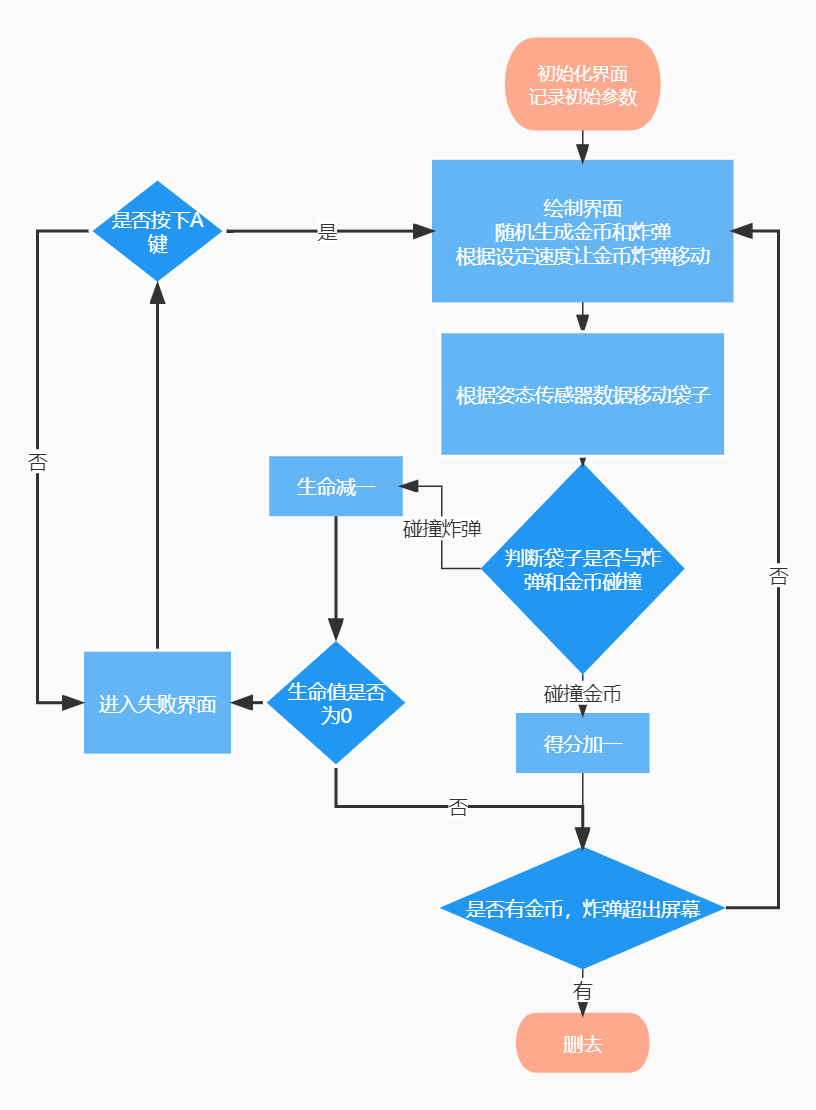 初始化界面
记录初始参数
绘制界面
随机生成金币和炸弹
根据设定速度让金币炸弹移动
是否按下A
键
是
根据姿态传感器数据移动袋子
否
生命减一
碰撞炸弹
判断袋子是否与炸
弹和金币碰撞
否
进入失败界面
生命值是否
为0
碰撞金币
得分加一
否
是否有金币，炸弹超出屏幕
有
删去